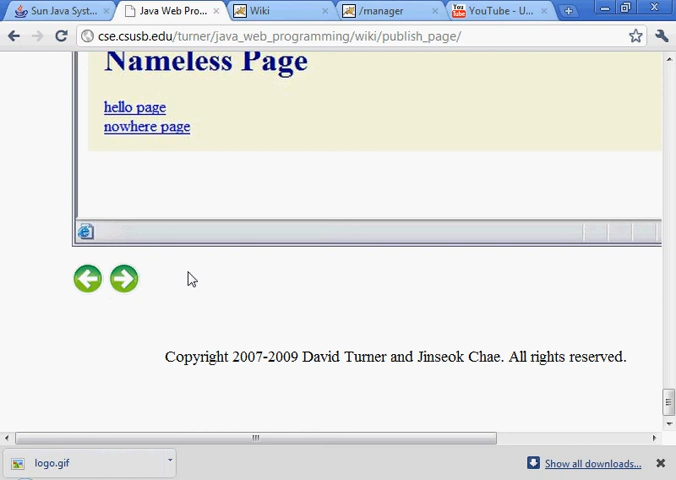 Sun Java Syst...
Java Web Pro...
Wiki
/manager
YouTube - U...
cse.csusb.edu/turner/java_web_programming/wiki/publish_page/
Nameless Page
hello page
nowhere page
Copyright 2007-2009 David Turner and Jinseok Chae. All rights reserved.
logo.gif
Show all downloads...